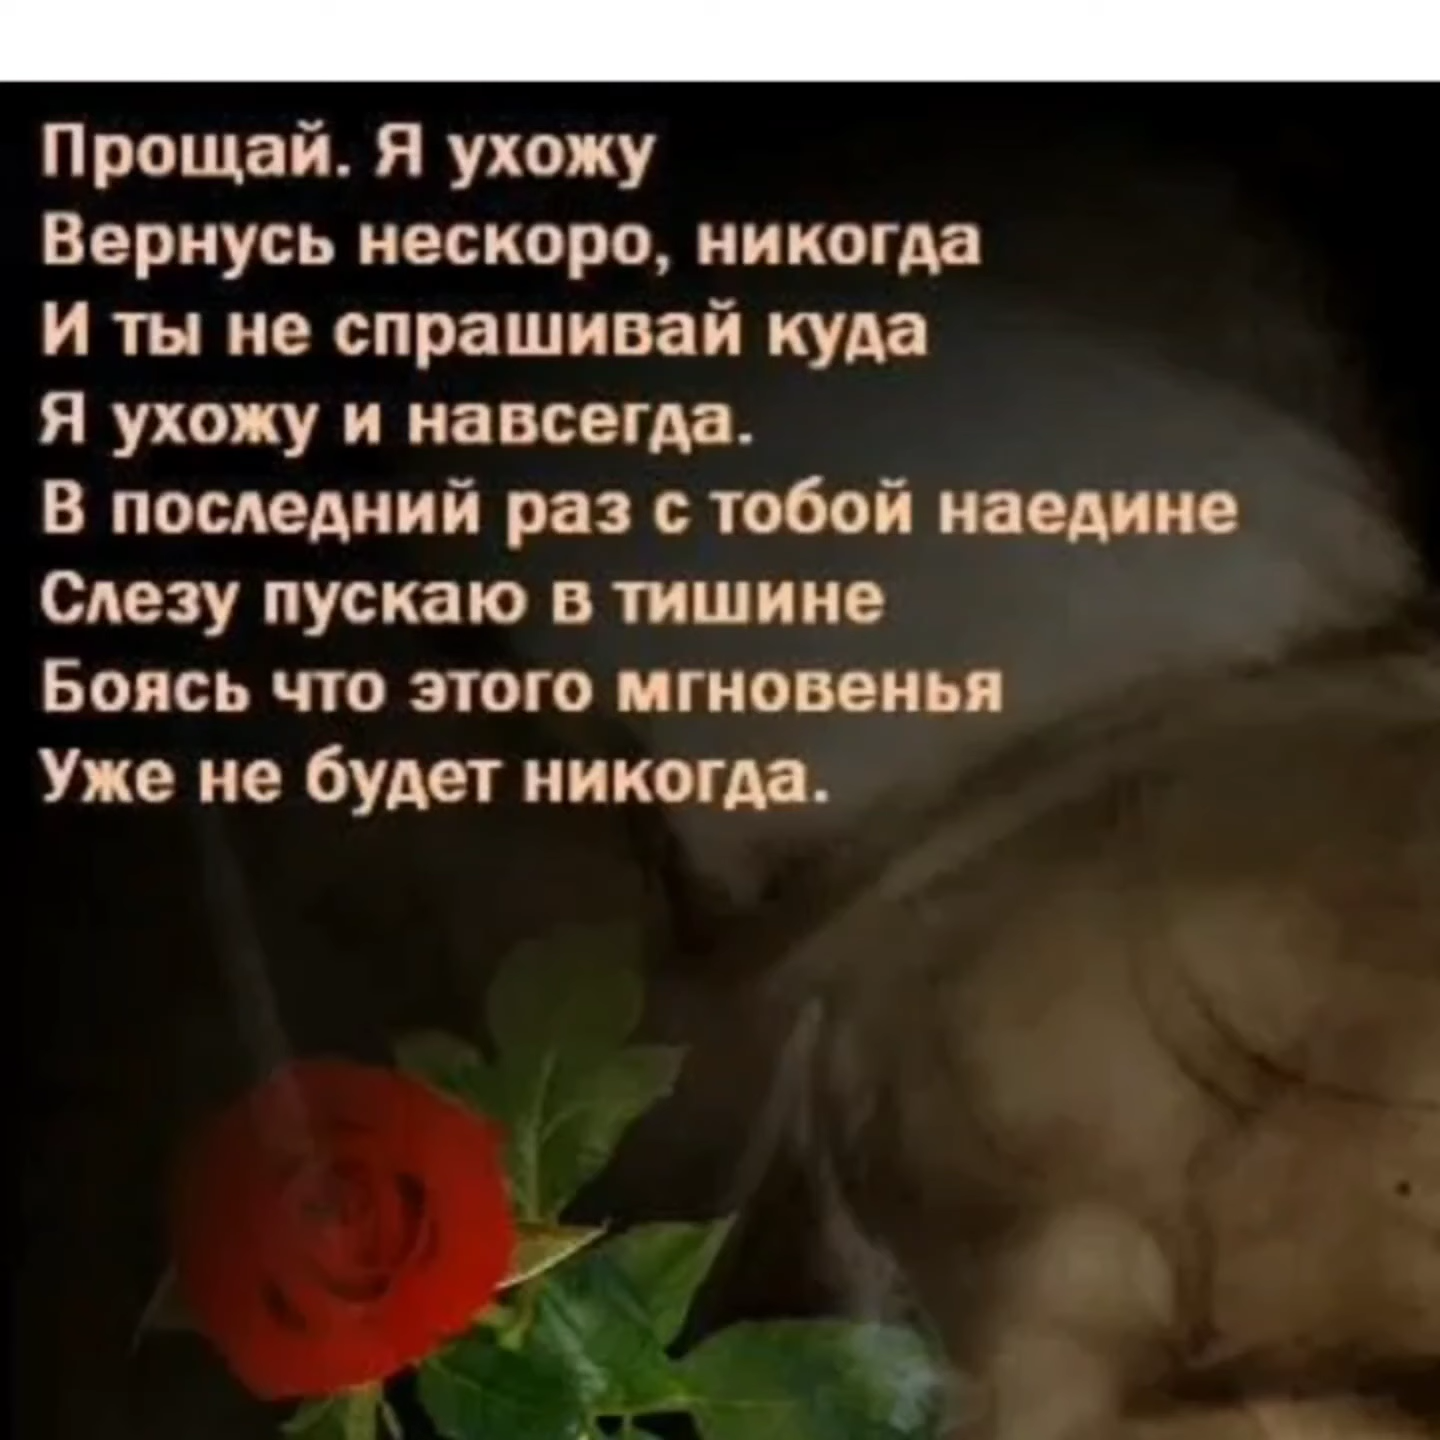 Прощай. Я ухожу
Вернусь нескоро, никогда
И ты не спрашивай куда
Я ухожу и навсегда.
В последний раз с тобой наедине
Слезу пускаю в тишине
Боясь что этого мгновенья
Уже не будет никогда.